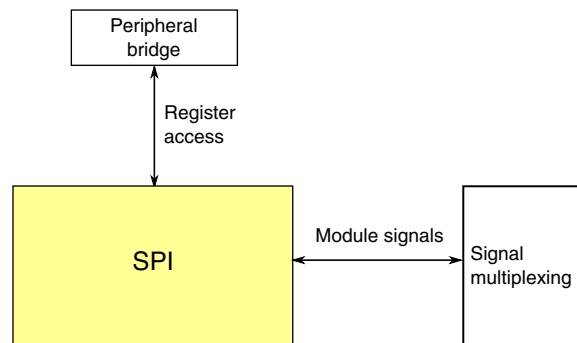 Peripheral
bridge
Register
access
SPI
Module signals
Signal
multiplexing